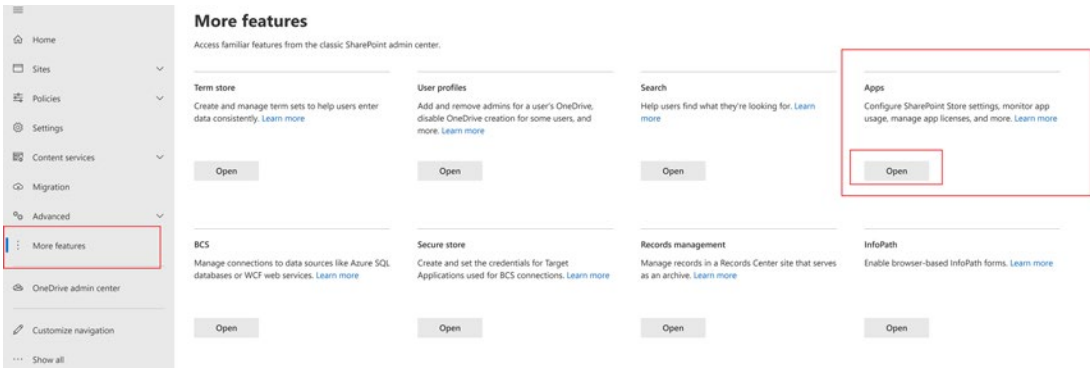 Home
Sites
Policies
Settings
Content services
Migration
Advanced
More features
OneDrive admin center
Customize navigation
Show all
More features
Access familiar features from the classic SharePoint admin center.
Term store
Create and manage term sets to help users enter
data consistently. Learn more
Open
User profiles
Add and remove admins for a user's OneDrive,
disable OneDrive creation for some users, and
more. Learn more
Open
Search
Help users find what they're looking for. Learn
more
Open
Apps
Configure SharePoint Store settings, monitor app
usage, manage app licenses, and more. Learn more
Open
BCS
Manage connections to data sources like Azure SQL
databases or WCF web services. Learn more
Open
Secure store
Create and set the credentials for Target
Applications used for BCS connections. Learn more
Open
Records management
Manage records in a Records Center site that serves
as an archive. Learn more
Open
InfoPath
Enable browser-based InfoPath forms. Learn more
Open